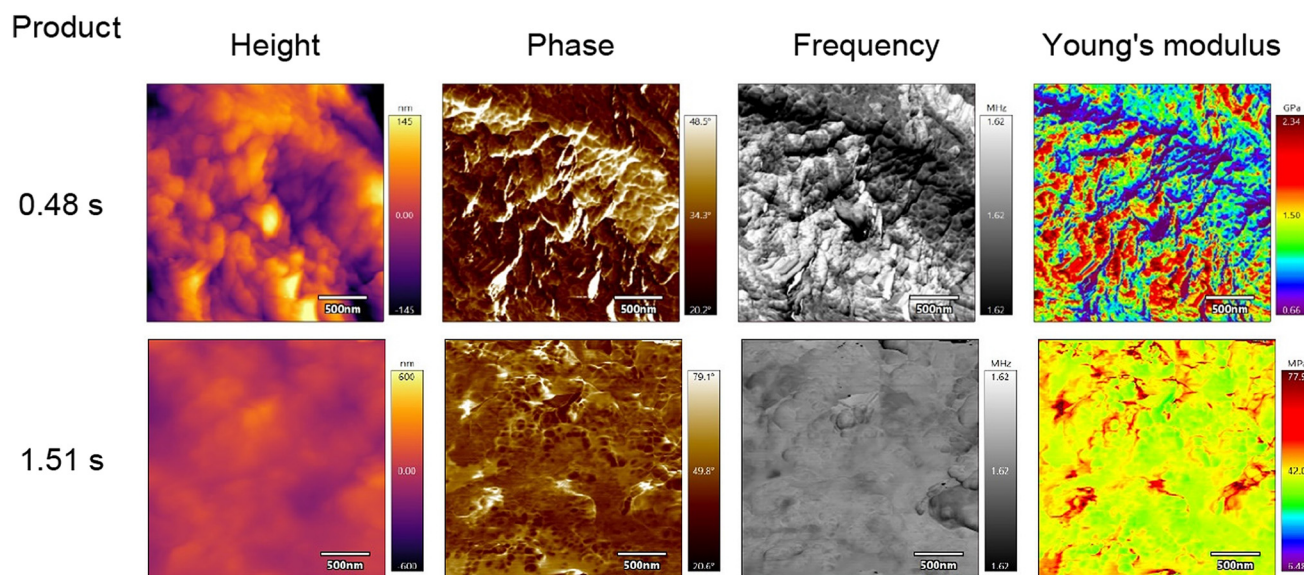 Product
Height
Phase
Frequency
Young's modulus
0.48 s
nm
145
0.00
-145
500nm
48.5°
34.3°
20.2°
500nm
MHz
1.62
1.62
1.62
500nm
GPa
2.34
1.50
0.66
500nm
1.51 s
nm
600
0.00
-600
500nm
79.1°
49.8°
20.6°
500nm
MHz
1.62
1.62
1.62
500nm
MPa
42.0
6.48
500nm